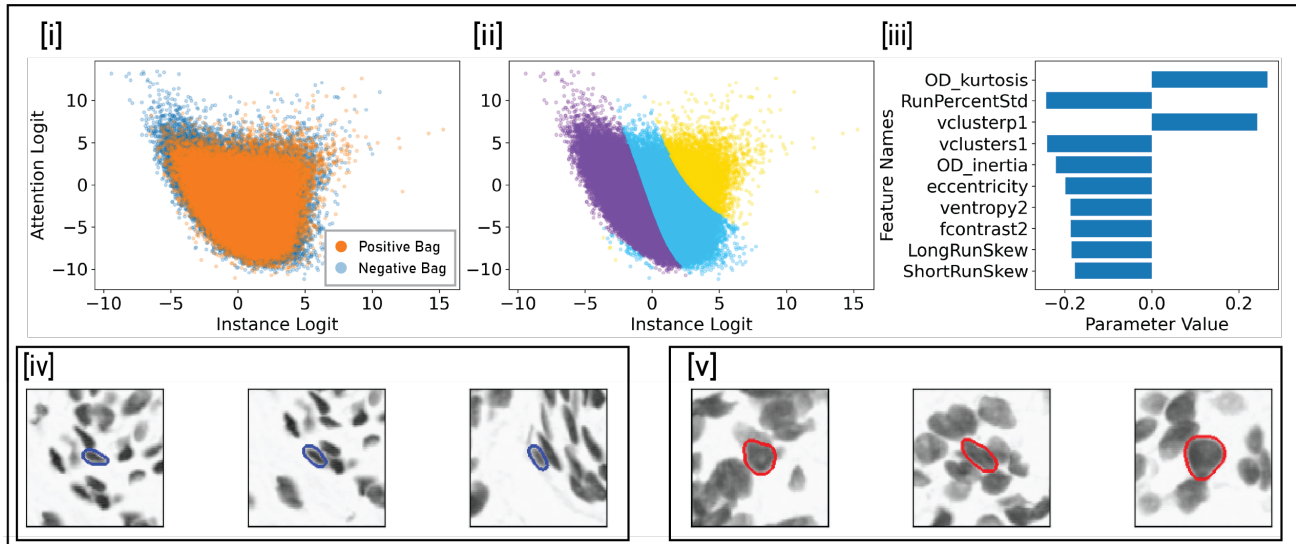 [i]
10
5
0
−5
−10
Attention Logit
−10
−5
0
5
10
15
Instance Logit
Positive Bag
Negative Bag
[ii]
10
5
0
−5
−10
−10
−5
0
5
10
15
Instance Logit
[iii]
Feature Names
OD_kurtosis
RunPercentStd
vclusterp1
vclusters1
OD_inertia
eccentricity
ventropy2
fcontrast2
LongRunSkew
ShortRunSkew
−0.2
0.0
0.2
Parameter Value
[iv]
[v]